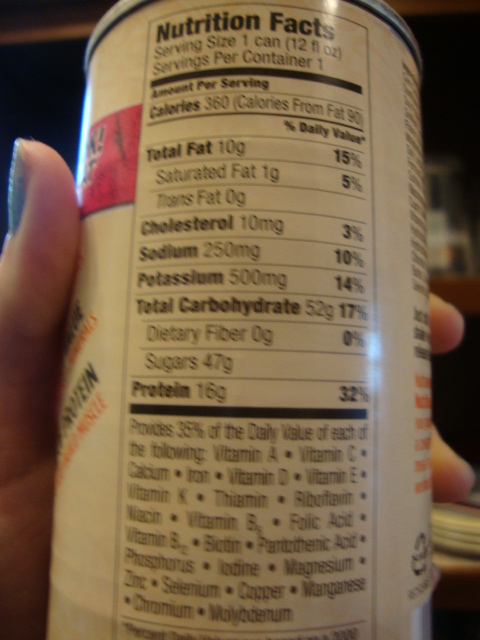 Nutrition Facts
Serving Size 1 can (12 fl oz)
Servings Per Container 1
Amount Per Serving
Calories 360 (Calories From Fat 90)
% Daily Value*
Total Fat 10g 15%
Saturated Fat 1g 5%
Trans Fat 0g
Cholesterol 10mg 3%
Sodium 250mg 10%
Potassium 500mg 14%
Total Carbohydrate 52g 17%
Dietary Fiber 0g 0%
Sugars 47g
Protein 16g 32%
Provides 35% of the Daily Value of each of
the following: Vitamin A • Vitamin C •
Calcium • Iron • Vitamin D • Vitamin E •
Vitamin K • Thiamin • Riboflavin •
Niacin • Vitamin B6 • Folic Acid •
Vitamin B12 • Biotin • Pantothenic Acid •
Phosphorus • Iodine • Magnesium •
Zinc • Selenium • Copper • Manganese
• Chromium • Molybdenum
*Percent Daily